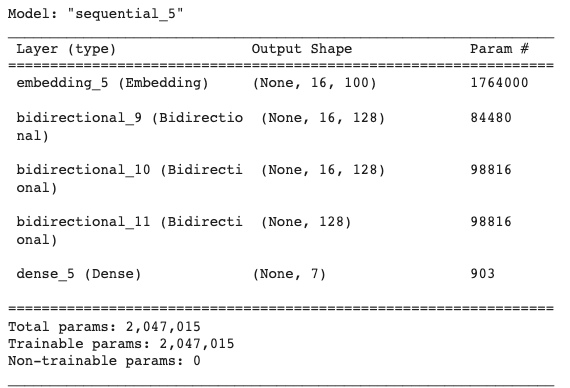 Model: "sequential_5"
_________________________________________________________________
Layer (type) Output Shape Param #
=================================================================
embedding_5 (Embedding) (None, 16, 100) 1764000
bidirectional_9 (Bidirectio (None, 16, 128) 84480
nal)
bidirectional_10 (Bidirecti (None, 16, 128) 98816
onal)
bidirectional_11 (Bidirecti (None, 128) 98816
onal)
dense_5 (Dense) (None, 7) 903
=================================================================
Total params: 2,047,015
Trainable params: 2,047,015
Non-trainable params: 0
_________________________________________________________________